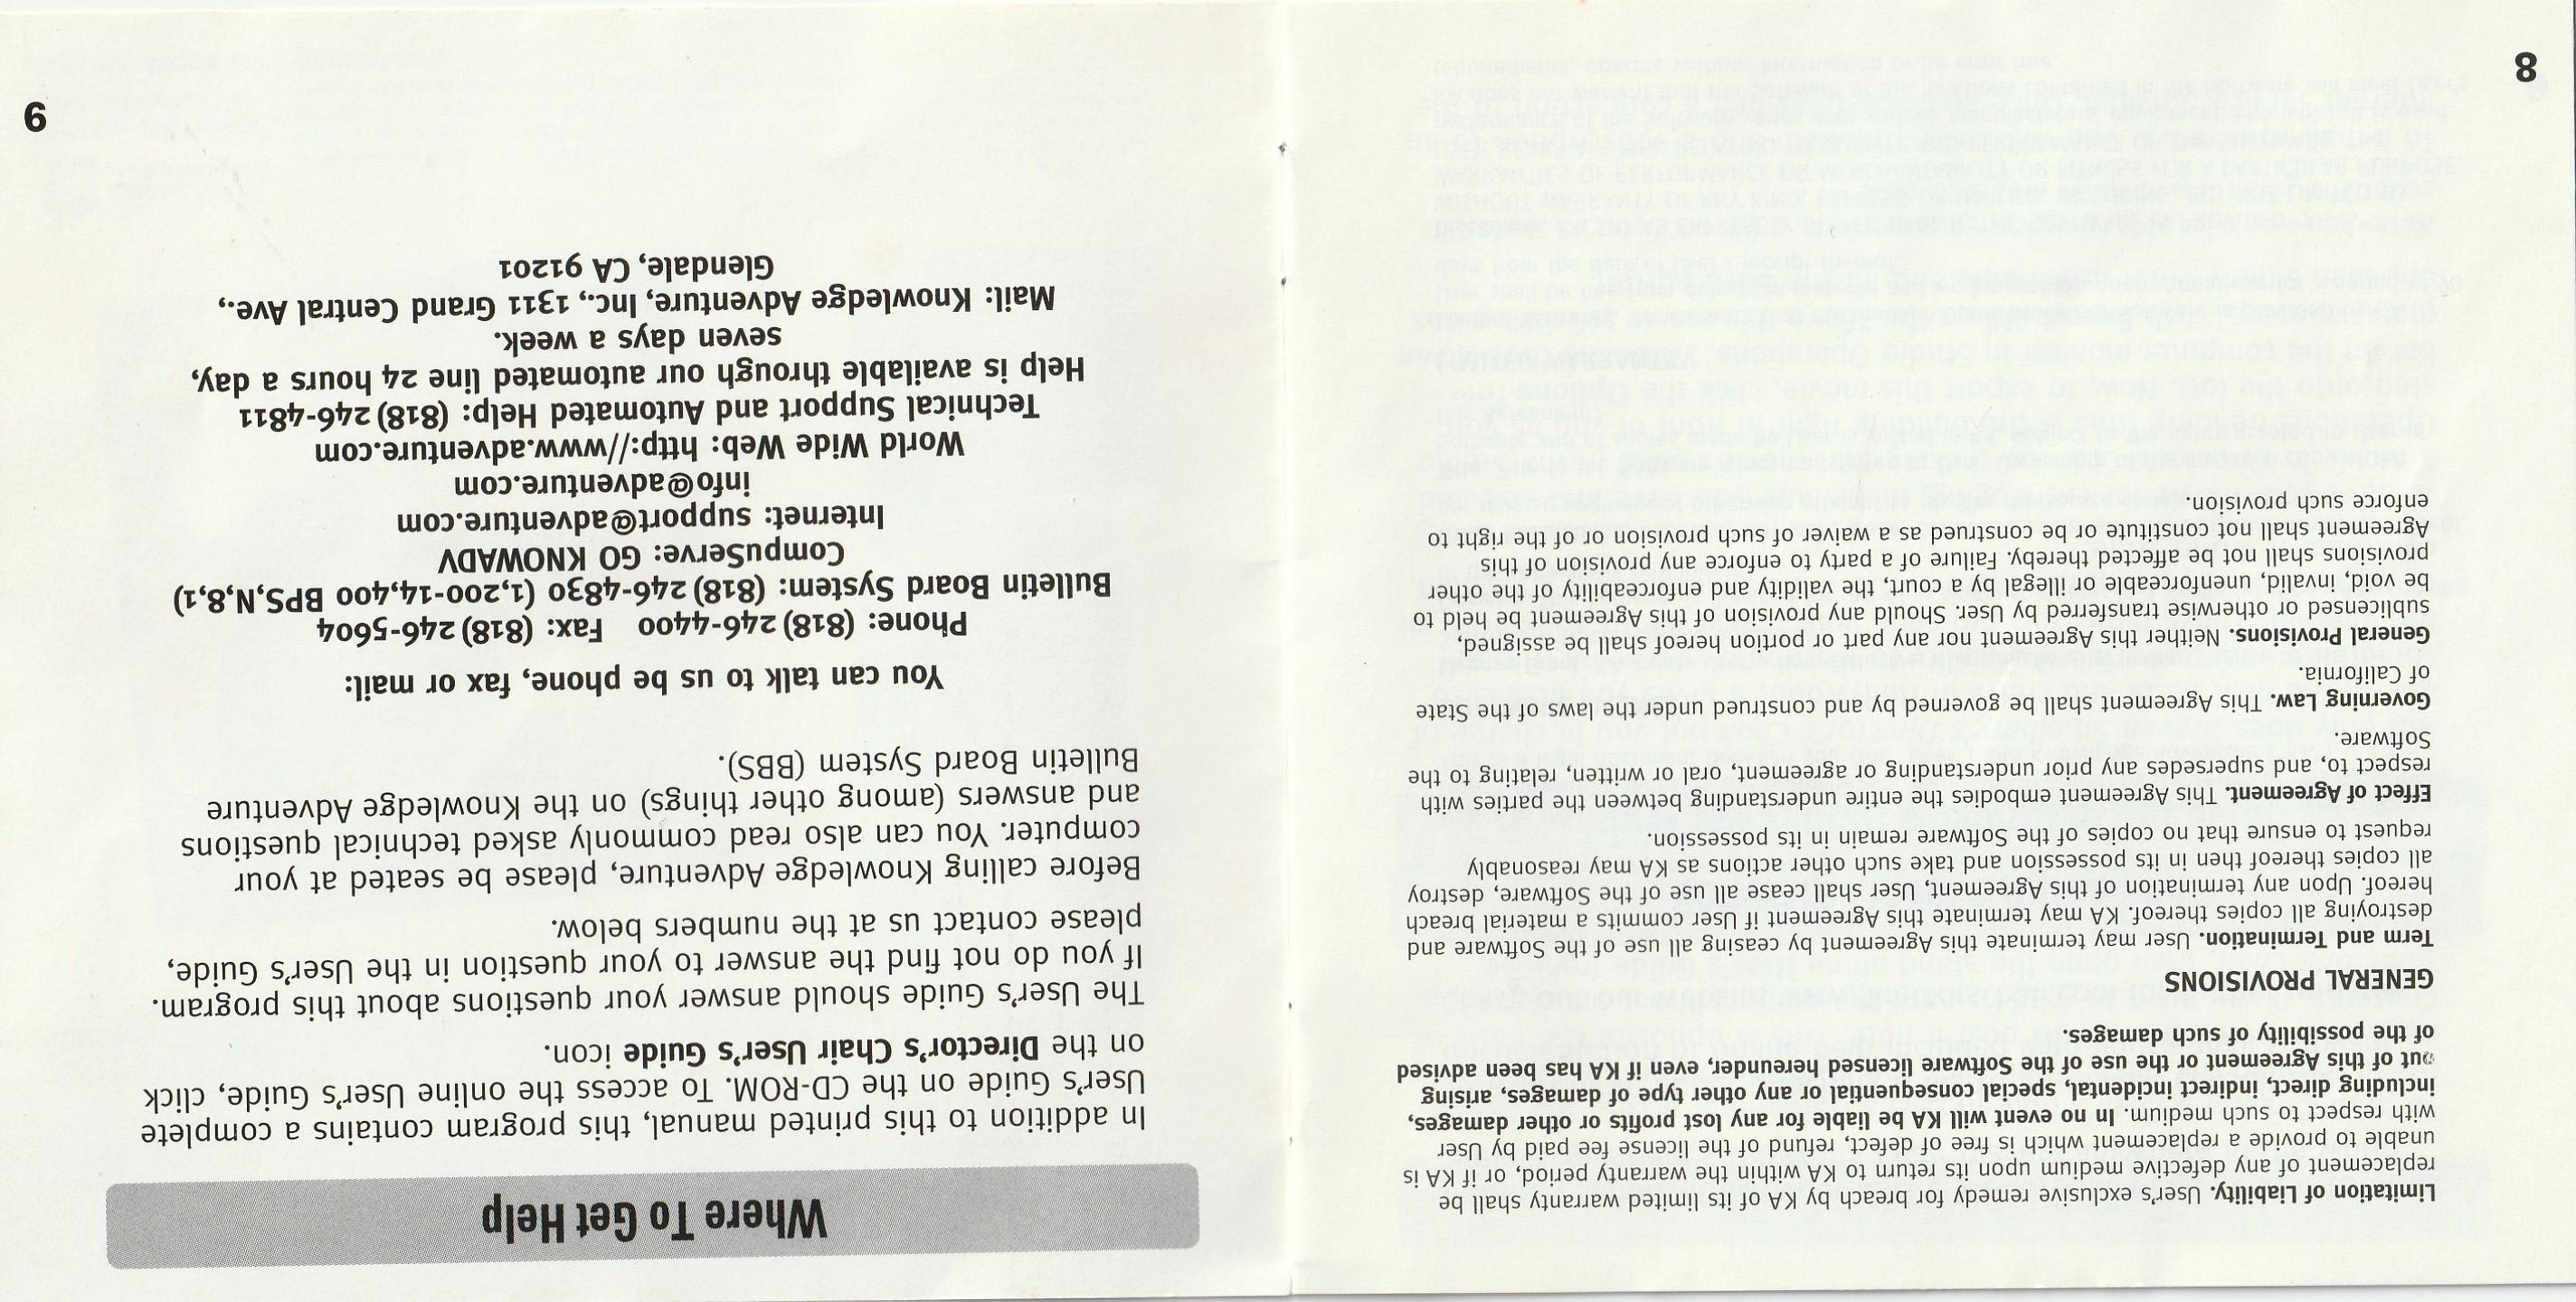 Limitation of Liability. User's exclusive remedy for breach by KA of its limited warranty shall be
replacement of any defective medium upon its return to KA within the warranty period, or if KA is
unable to provide a replacement which is free of defect, refund of the license fee paid by User
with respect to such medium. In no event will KA be liable for any lost profits or other damages,
including direct, indirect incidental, special consequential or any other type of damages, arising
out of this Agreement or the use of the Software licensed hereunder, even if KA has been advised
of the possibility of such damages.
GENERAL PROVISIONS
Term and Termination. User may terminate this Agreement by ceasing all use of the Software and
destroying all copies thereof. KA may terminate this Agreement if User commits a material breach
hereof. Upon any termination of this Agreement, User shall cease all use of the Software, destroy
all copies thereof then in its possession and take such other actions as KA may reasonably
request to ensure that no copies of the Software remain in its possession.
Effect of Agreement. This Agreement embodies the entire understanding between the parties with
respect to, and supersedes any prior understanding or agreement, oral or written, relating to the
Software.
Governing Law. This Agreement shall be governed by and construed under the laws of the State
of California.
General Provisions. Neither this Agreement nor any part or portion hereof shall be assigned,
sublicensed or otherwise transferred by User. Should any provision of this Agreement be held to
be void, invalid, unenforceable or illegal by a court, the validity and enforceability of the other
provisions shall not be affected thereby. Failure of a party to enforce any provision of this
Agreement shall not constitute or be construed as a waiver of such provision or of the right to
enforce such provision.
8
Where To Get Help
In addition to this printed manual, this program contains a complete
User's Guide on the CD-ROM. To access the online User's Guide, click
on the Director's Chair User's Guide icon.
The User's Guide should answer your questions about this program.
If you do not find the answer to your question in the User's Guide,
please contact us at the numbers below.
Before calling Knowledge Adventure, please be seated at your
computer. You can also read commonly asked technical questions
and answers (among other things) on the Knowledge Adventure
Bulletin Board System (BBS).
You can talk to us be phone, fax or mail:
Phone: (818) 246-4400 Fax: (818) 246-5604
Bulletin Board System: (818) 246-4830 (1,200-14,400 BPS,N,8,1)
CompuServe: GO KNOWADV
Internet: support@adventure.com
info@adventure.com
World Wide Web: http://www.adventure.com
Technical Support and Automated Help: (818) 246-4811
Help is available through our automated line 24 hours a day,
seven days a week.
Mail: Knowledge Adventure, Inc., 1311 Grand Central Ave.,
Glendale, CA 91201
9